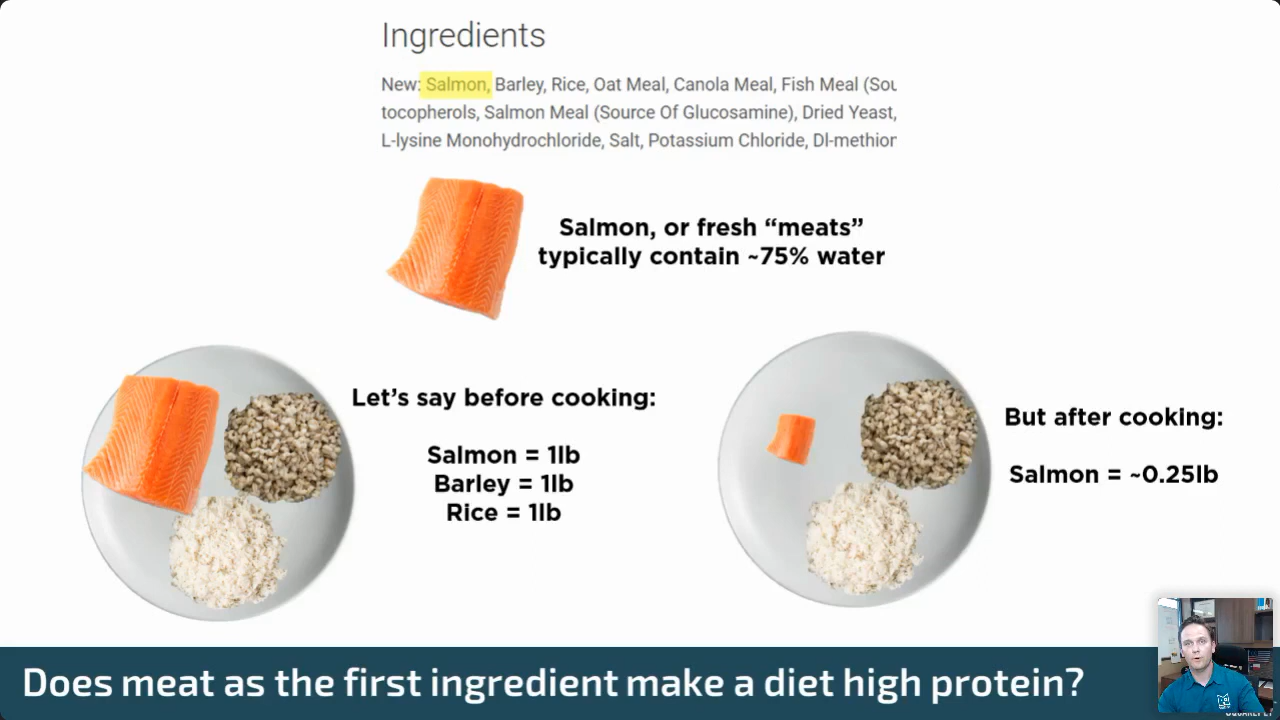 Ingredients
New: Salmon, Barley, Rice, Oat Meal, Canola Meal, Fish Meal (Sou
tocopherols, Salmon Meal (Source Of Glucosamine), Dried Yeast,
L-lysine Monohydrochloride, Salt, Potassium Chloride, Dl-methior
Salmon, or fresh “meats”
typically contain ~75% water
Let’s say before cooking:
Salmon = 1lb
Barley = 1lb
Rice = 1lb
But after cooking:
Salmon = ~0.25lb
Does meat as the first ingredient make a diet high protein?